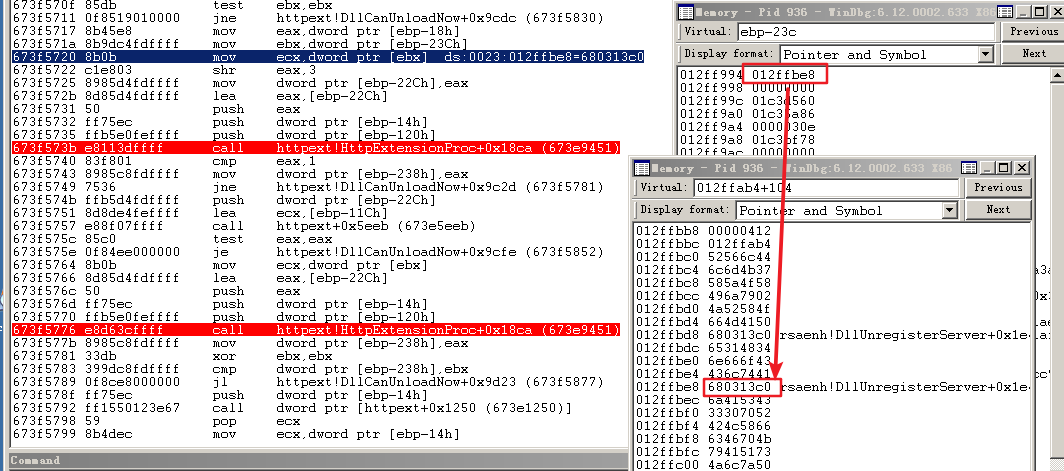 673f570f 85db test ebx,ebx
673f5711 0f8519010000 jne httpext!DllCanUnloadNow+0x9cdc (673f5830)
673f5717 8b45e8 mov eax,dword ptr [ebp-18h]
673f571a 8b9dc4fdffff mov ebx,dword ptr [ebp-23Ch]
673f5720 8b0b mov ecx,dword ptr [ebx] ds:0023:012ffbe8=680313c0
673f5722 c1e803 shr eax,3
673f5725 8985d4fdffff mov dword ptr [ebp-22Ch],eax
673f572b 8d85d4fdffff lea eax,[ebp-22Ch]
673f5731 50 push eax
673f5732 ff75ec push dword ptr [ebp-14h]
673f5735 ffb5e0feffff push dword ptr [ebp-120h]
673f573b e8113dffff call httpext!HttpExtensionProc+0x18ca (673e9451)
673f5740 83f801 cmp eax,1
673f5743 8985c8fdffff mov dword ptr [ebp-238h],eax
673f5749 7536 jne httpext!DllCanUnloadNow+0x9c2d (673f5781)
673f574b ffb5d4fdffff push dword ptr [ebp-22Ch]
673f5751 8d8de4feffff lea ecx,[ebp-11Ch]
673f5757 e88f07ffff call httpext+0x5eeb (673e5eeb)
673f575c 85c0 test eax,eax
673f575e 0f84ee000000 je httpext!DllCanUnloadNow+0x9cfe (673f5852)
673f5764 8b0b mov ecx,dword ptr [ebx]
673f5766 8d85d4fdffff lea eax,[ebp-22Ch]
673f576c 50 push eax
673f576d ff75ec push dword ptr [ebp-14h]
673f5770 ffb5e0feffff push dword ptr [ebp-120h]
673f5776 e8d63cffff call httpext!HttpExtensionProc+0x18ca (673e9451)
673f577b 8985c8fdffff mov dword ptr [ebp-238h],eax
673f5781 33db xor ebx,ebx
673f5783 399dc8fdffff cmp dword ptr [ebp-238h],ebx
673f5789 0f8ce8000000 jl httpext!DllCanUnloadNow+0x9d23 (673f5877)
673f578f ff75ec push dword ptr [ebp-14h]
673f5792 ff1550123e67 call dword ptr [httpext+0x1250 (673e1250)]
673f5798 59 pop ecx
673f5799 8b4dec mov ecx,dword ptr [ebp-14h]
Command
Memory - Pid 936 - WinDbg:6.12.0002.633 X86
Virtual: ebp-23c Previous
Display format: Pointer and Symbol Next
012ff994 012ffbe8
012ff998 00000000
012ff99c 01c3d560
012ff9a0 01c35a86
012ff9a4 0000030e
012ff9a8 01c3bf78
012ff9ac 00000000
Memory - Pid 936 - WinDbg:6.12.0002.633 X86
Virtual: 012ffab4+104 Previous
Display format: Pointer and Symbol Next
012ffbb8 00000412
012ffbbc 012ffab4
012ffbc0 52566c44
012ffbc4 6c6d4b37
012ffbc8 585a4f58
012ffbcc 496a7902
012ffbd0 4a52584f
012ffbd4 664d4150
012ffbd8 680313c0 rsaenh!DllUnregisterServer+0x1e4
012ffbdc 65314834
012ffbe0 6e666f43
012ffbe4 436c7441
012ffbe8 680313c0 rsaenh!DllUnregisterServer+0x1e
012ffbec 6a415343
012ffbf0 33307052
012ffbf4 424c5866
012ffbf8 6346704b
012ffbfc 79415173
012ffc00 4a6c7a50